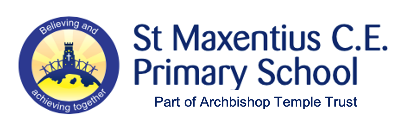 Believing and
achieving together
St Maxentius C.E.
Primary School
Part of Archbishop Temple Trust